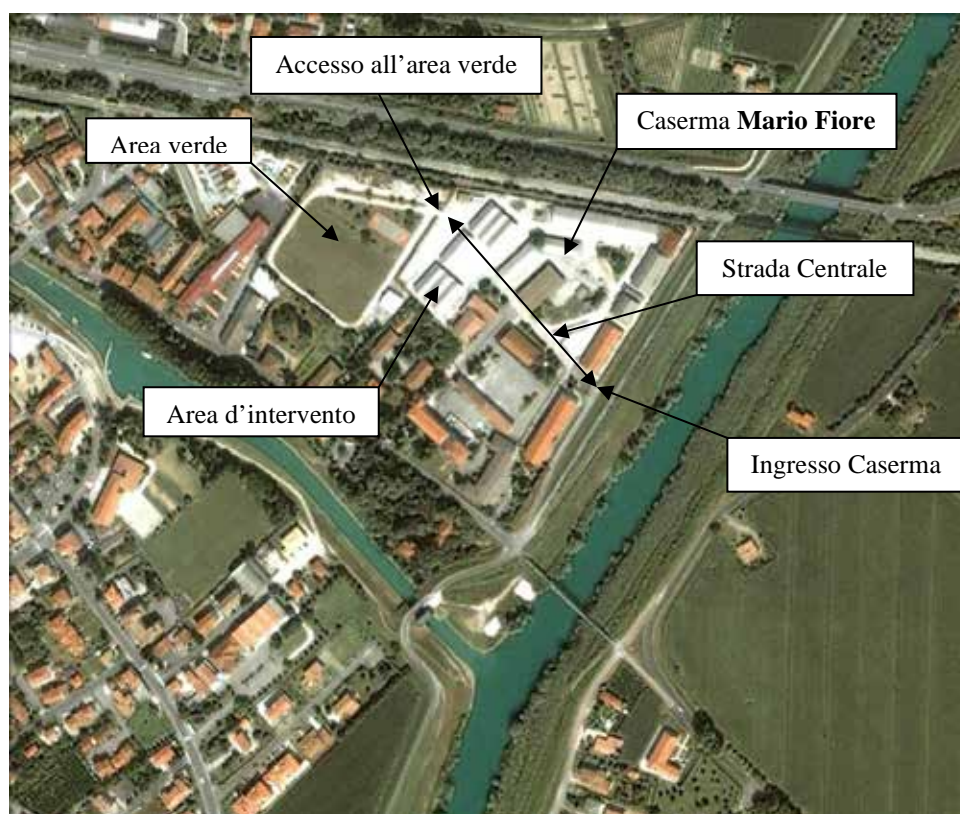 Accesso all’area verde
Caserma Mario Fiore
Area verde
Strada Centrale
Area d’intervento
Ingresso Caserma